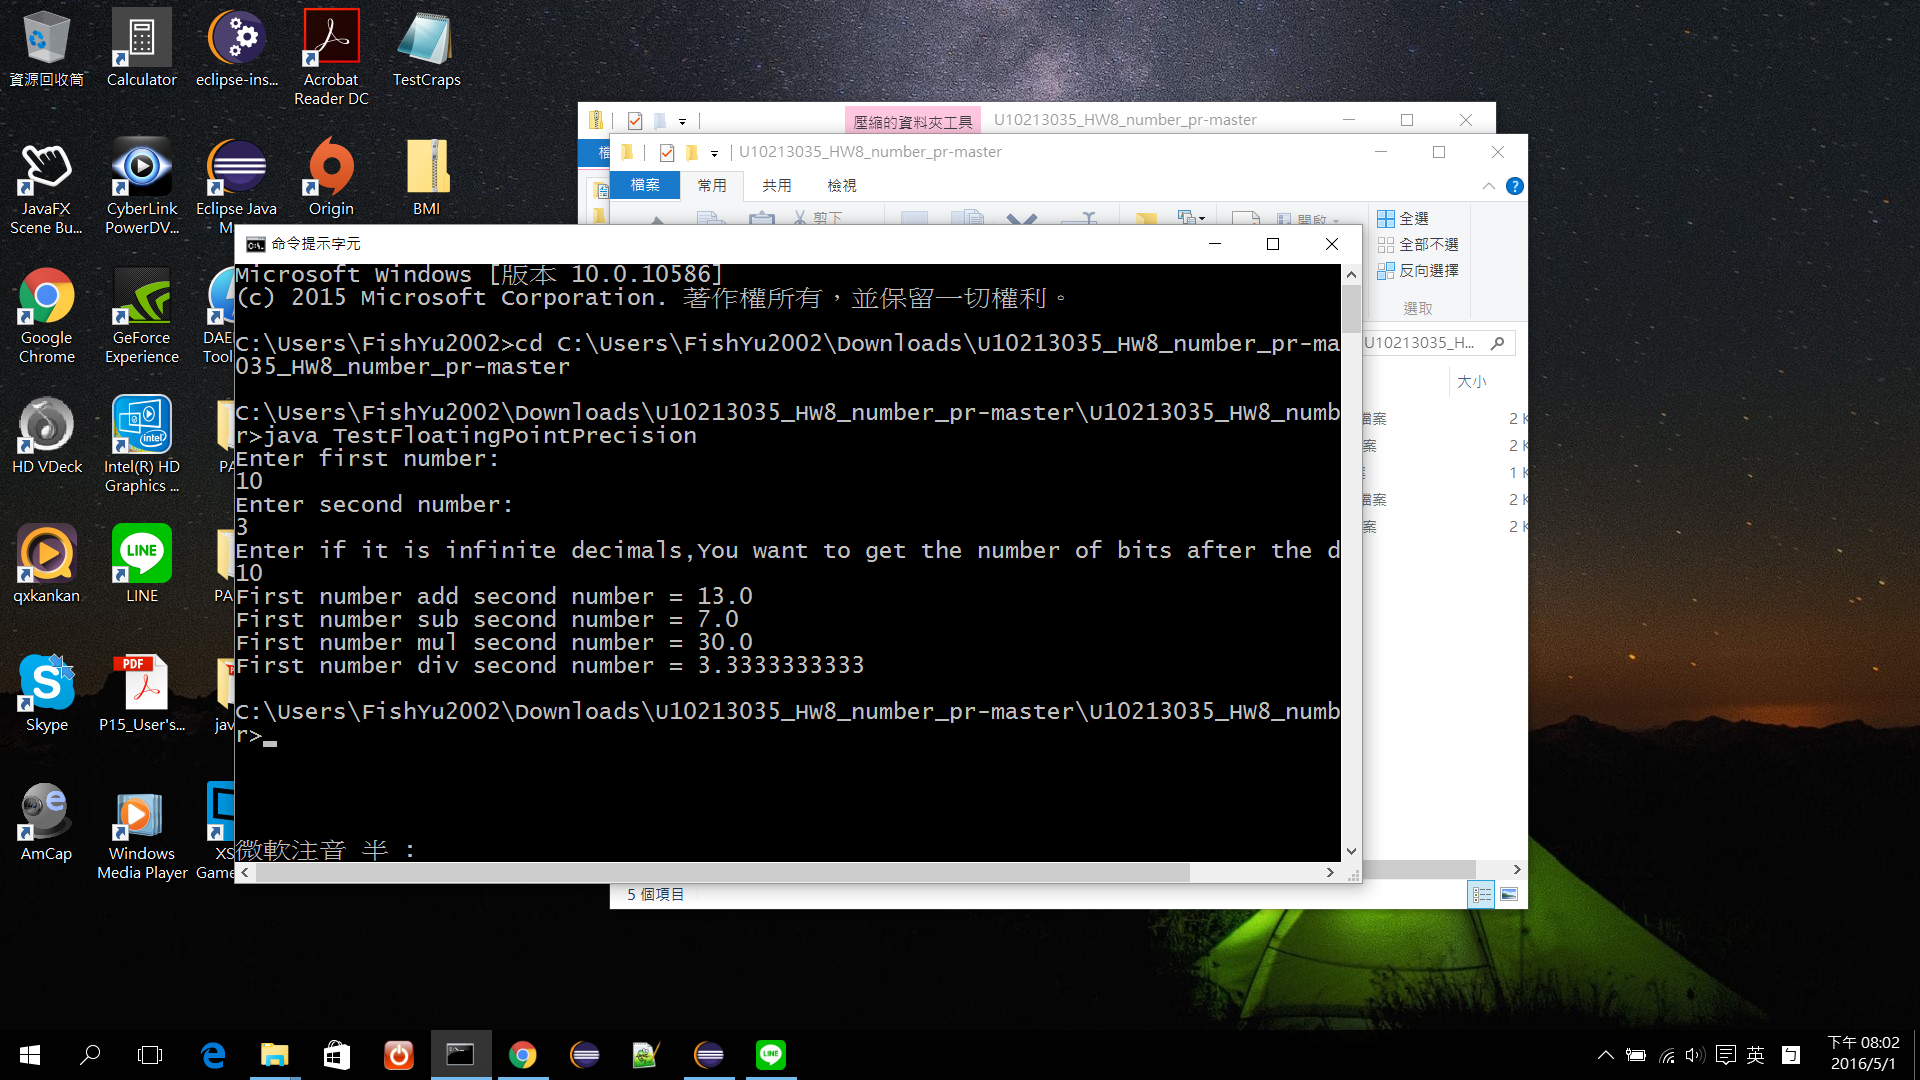 資源回收筒
Calculator
eclipse-ins...
Acrobat
Reader DC
TestCraps
JavaFX
Scene Bu...
CyberLink
PowerDV...
Eclipse Java
Origin
BMI
Google
Chrome
GeForce
Experience
DAE
Tool
HD VDeck
Intel(R) HD
Graphics ...
PA
qxkankan
LINE
PA
Skype
P15_User's...
jav
AmCap
Windows
Media Player
XS
Game
壓縮的資料夾工具
U10213035_HW8_number_pr-master
U10213035_HW8_number_pr-master
檔案
常用
共用
檢視
剪下
開啟
全選
全部不選
反向選擇
選取
U10213035_H...
大小
檔案 2 K
案 2 K
1 K
檔案 2 K
案 2 K
5 個項目
命令提示字元
Microsoft Windows [版本 10.0.10586]
(c) 2015 Microsoft Corporation. 著作權所有，並保留一切權利。
C:\Users\FishYu2002>cd C:\Users\FishYu2002\Downloads\U10213035_HW8_number_pr-ma
035_HW8_number_pr-master
C:\Users\FishYu2002\Downloads\U10213035_HW8_number_pr-master\U10213035_HW8_numb
r>java TestFloatingPointPrecision
Enter first number:
10
Enter second number:
3
Enter if it is infinite decimals,You want to get the number of bits after the d
10
First number add second number = 13.0
First number sub second number = 7.0
First number mul second number = 30.0
First number div second number = 3.3333333333
C:\Users\FishYu2002\Downloads\U10213035_HW8_number_pr-master\U10213035_HW8_numb
r>
微軟注音 半 :
英
下午 08:02
2016/5/1